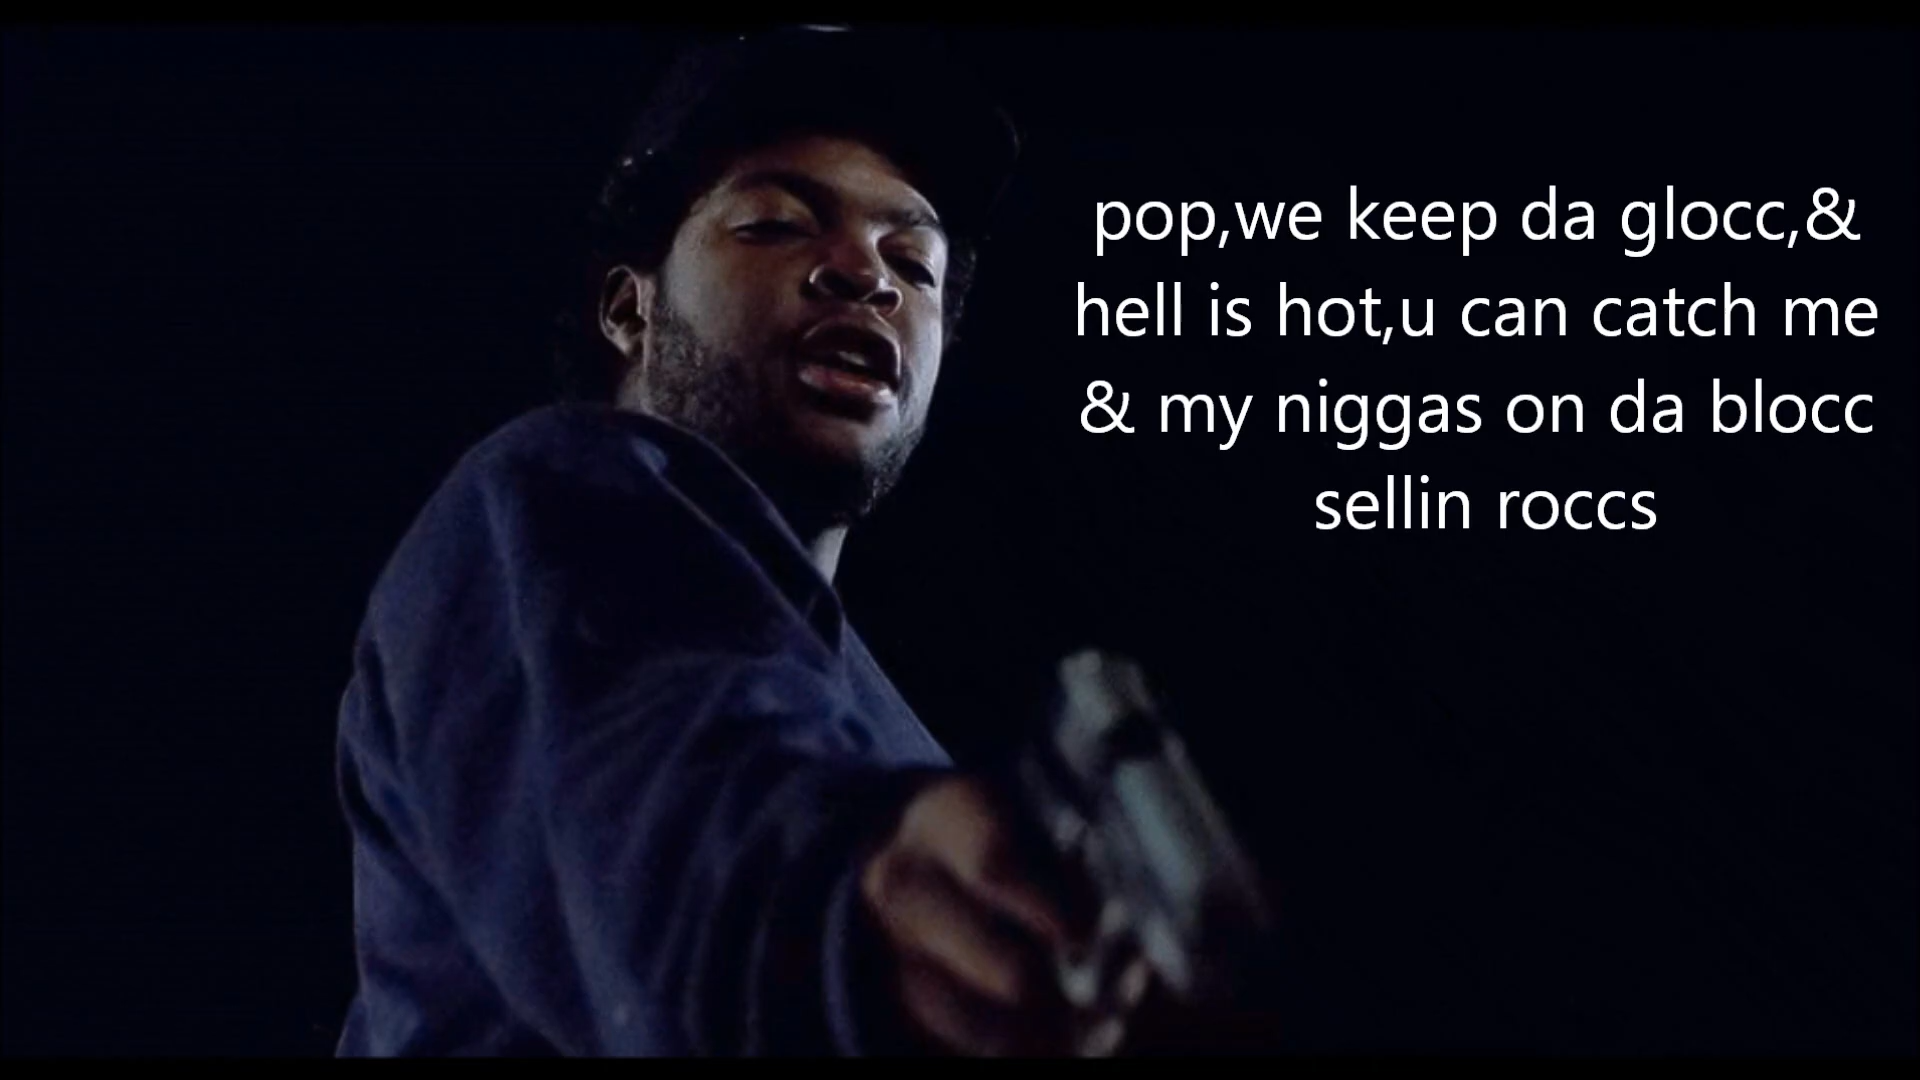 pop,we keep da glocc,&
hell is hot,u can catch me
& my niggas on da blocc
sellin roccs